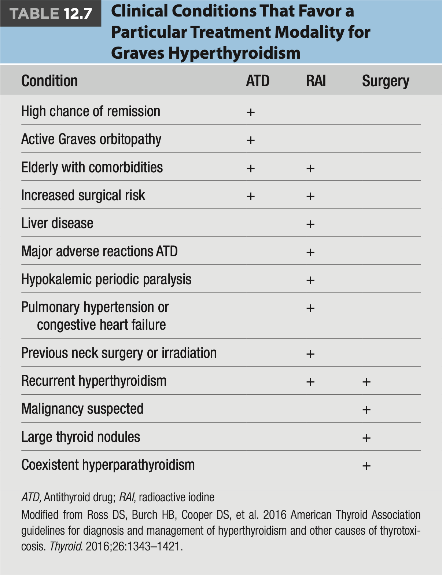 TABLE 12.7 Clinical Conditions That Favor a
Particular Treatment Modality for
Graves Hyperthyroidism
Condition ATD RAI Surgery
High chance of remission +
Active Graves orbitopathy +
Elderly with comorbidities + +
Increased surgical risk + +
Liver disease +
Major adverse reactions ATD +
Hypokalemic periodic paralysis +
Pulmonary hypertension or +
congestive heart failure
Previous neck surgery or irradiation +
Recurrent hyperthyroidism + +
Malignancy suspected +
Large thyroid nodules +
Coexistent hyperparathyroidism +
ATD, Antithyroid drug; RAI, radioactive iodine
Modified from Ross DS, Burch HB, Cooper DS, et al. 2016 American Thyroid Association
guidelines for diagnosis and management of hyperthyroidism and other causes of thyrotoxi-
cosis. Thyroid. 2016;26:1343–1421.